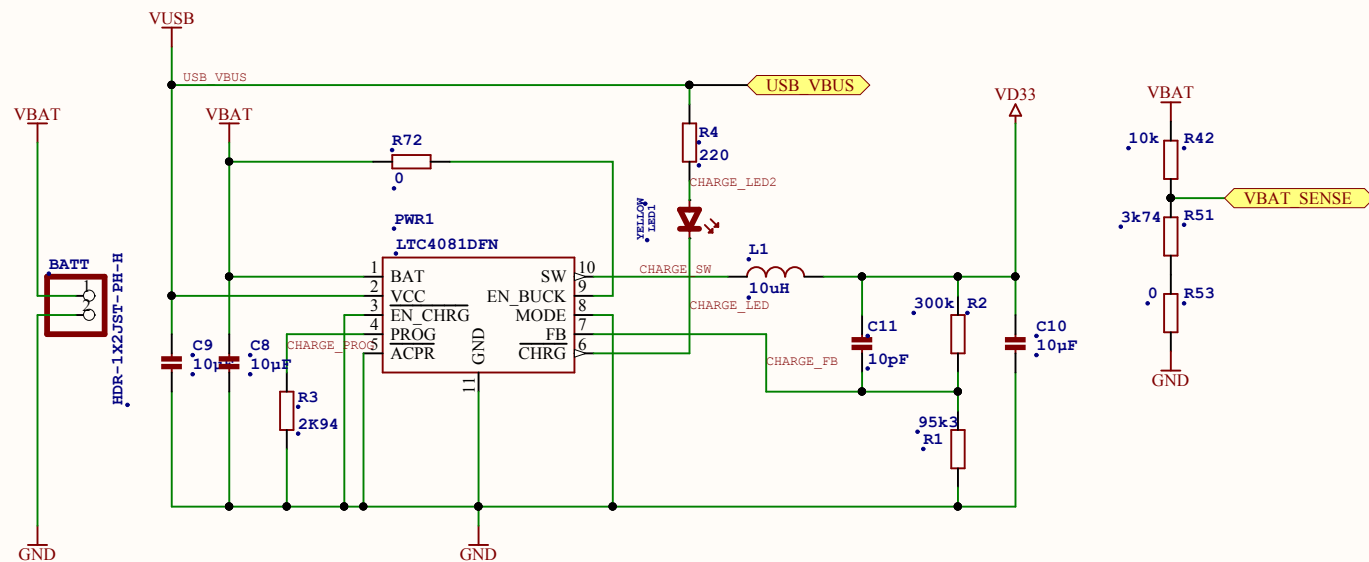 VUSB
USB_VBUS
USB_VBUS
VBAT
VBAT
VD33
VBAT
R72
0
R4
220
CHARGE_LED2
10k
R42
VBAT_SENSE
3k74
R51
0
R53
GND
PWR1
LTC4081DFN
YELLOW
LED1
BATT
1
2
HDR-1X2JST-PH-H
1
BAT
2
VCC
3
EN_CHRG
4
PROG
5
ACPR
GND
11
SW
10
EN_BUCK
9
MODE
8
FB
7
CHRG
6
CHARGE_SW
CHARGE_LED
L1
10uH
300k
R2
C11
10pF
C10
10µF
CHARGE_FB
95k3
R1
C9
10µF
C8
10µF
CHARGE_PROG
R3
2K94
GND
GND